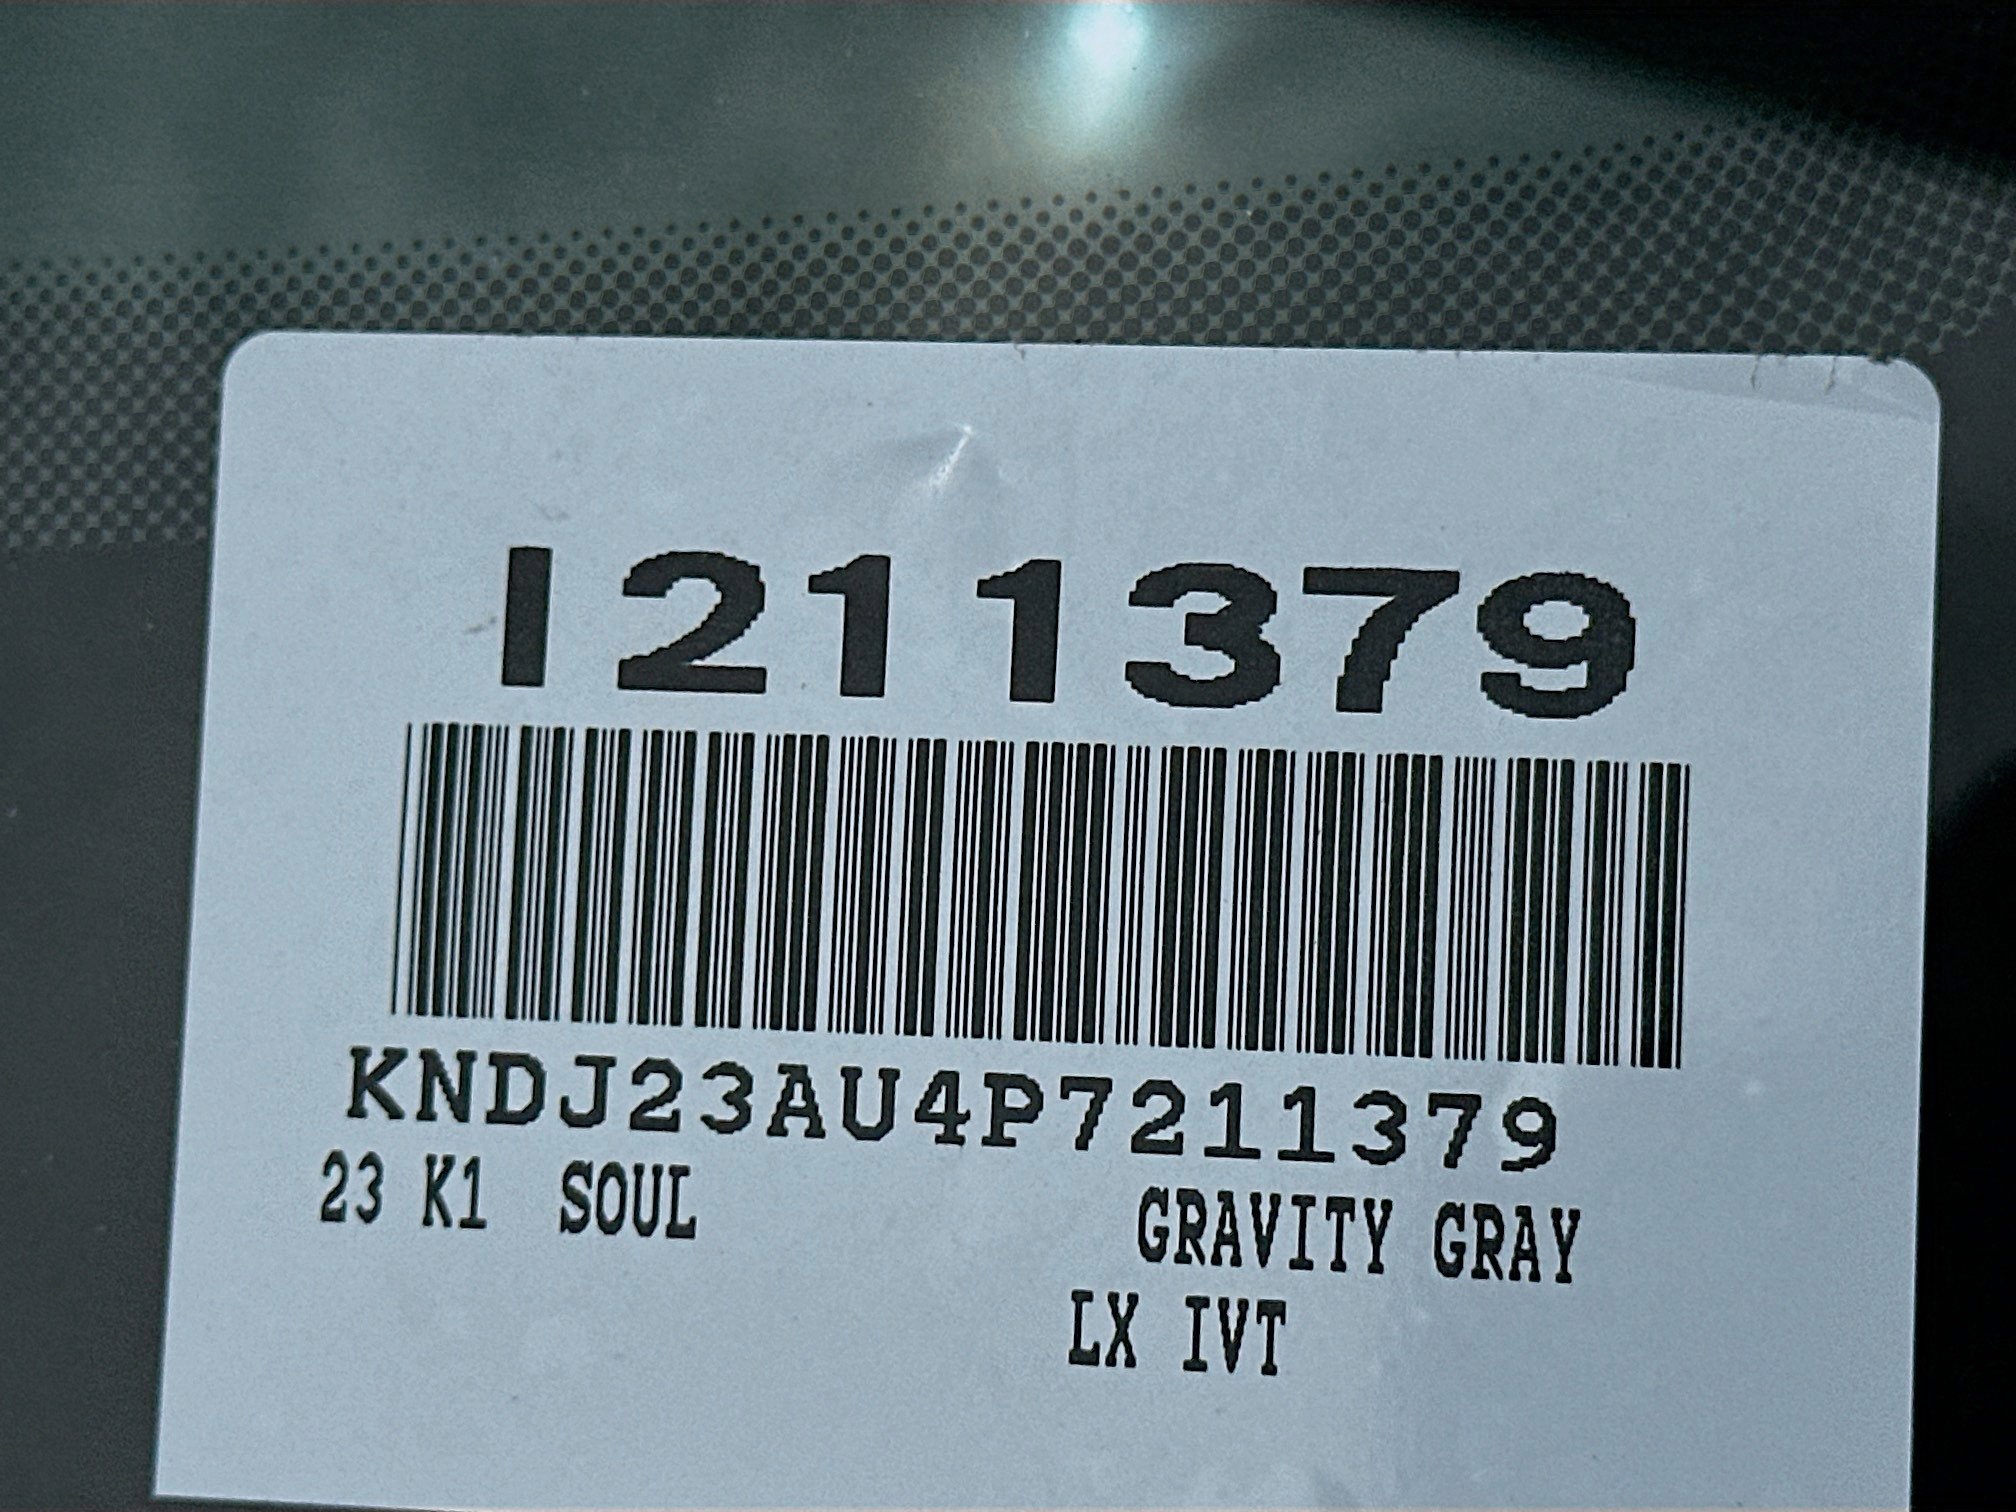 I211379
KNDJ23AU4P7211379
23 K1 SOUL GRAVITY GRAY
LX IVT